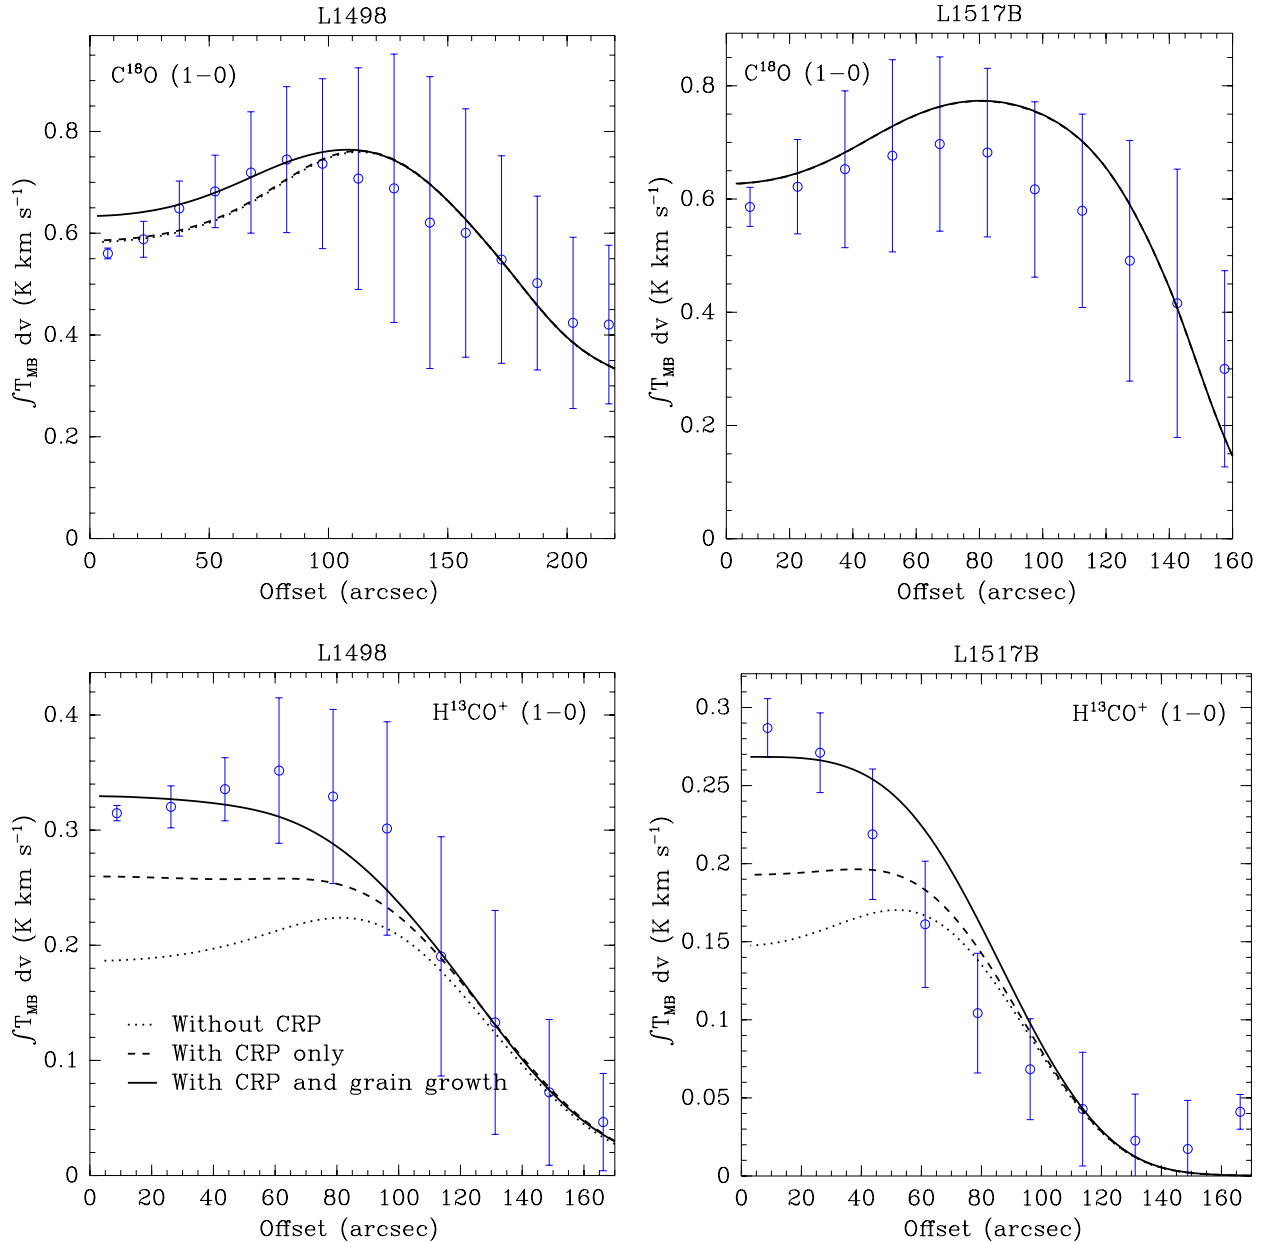 L1498
C¹⁸O (1−0)
0.8
0.6
0.4
0.2
0
∫T_MB dv (K km s⁻¹)
0 50 100 150 200
Offset (arcsec)
L1517B
C¹⁸O (1−0)
0.8
0.6
0.4
0.2
0
∫T_MB dv (K km s⁻¹)
0 20 40 60 80 100 120 140 160
Offset (arcsec)
L1498
H¹³CO⁺ (1−0)
0.4
0.3
0.2
0.1
0
∫T_MB dv (K km s⁻¹)
Without CRP
With CRP only
With CRP and grain growth
0 20 40 60 80 100 120 140 160
Offset (arcsec)
L1517B
H¹³CO⁺ (1−0)
0.3
0.25
0.2
0.15
0.1
0.05
0
∫T_MB dv (K km s⁻¹)
0 20 40 60 80 100 120 140 160
Offset (arcsec)